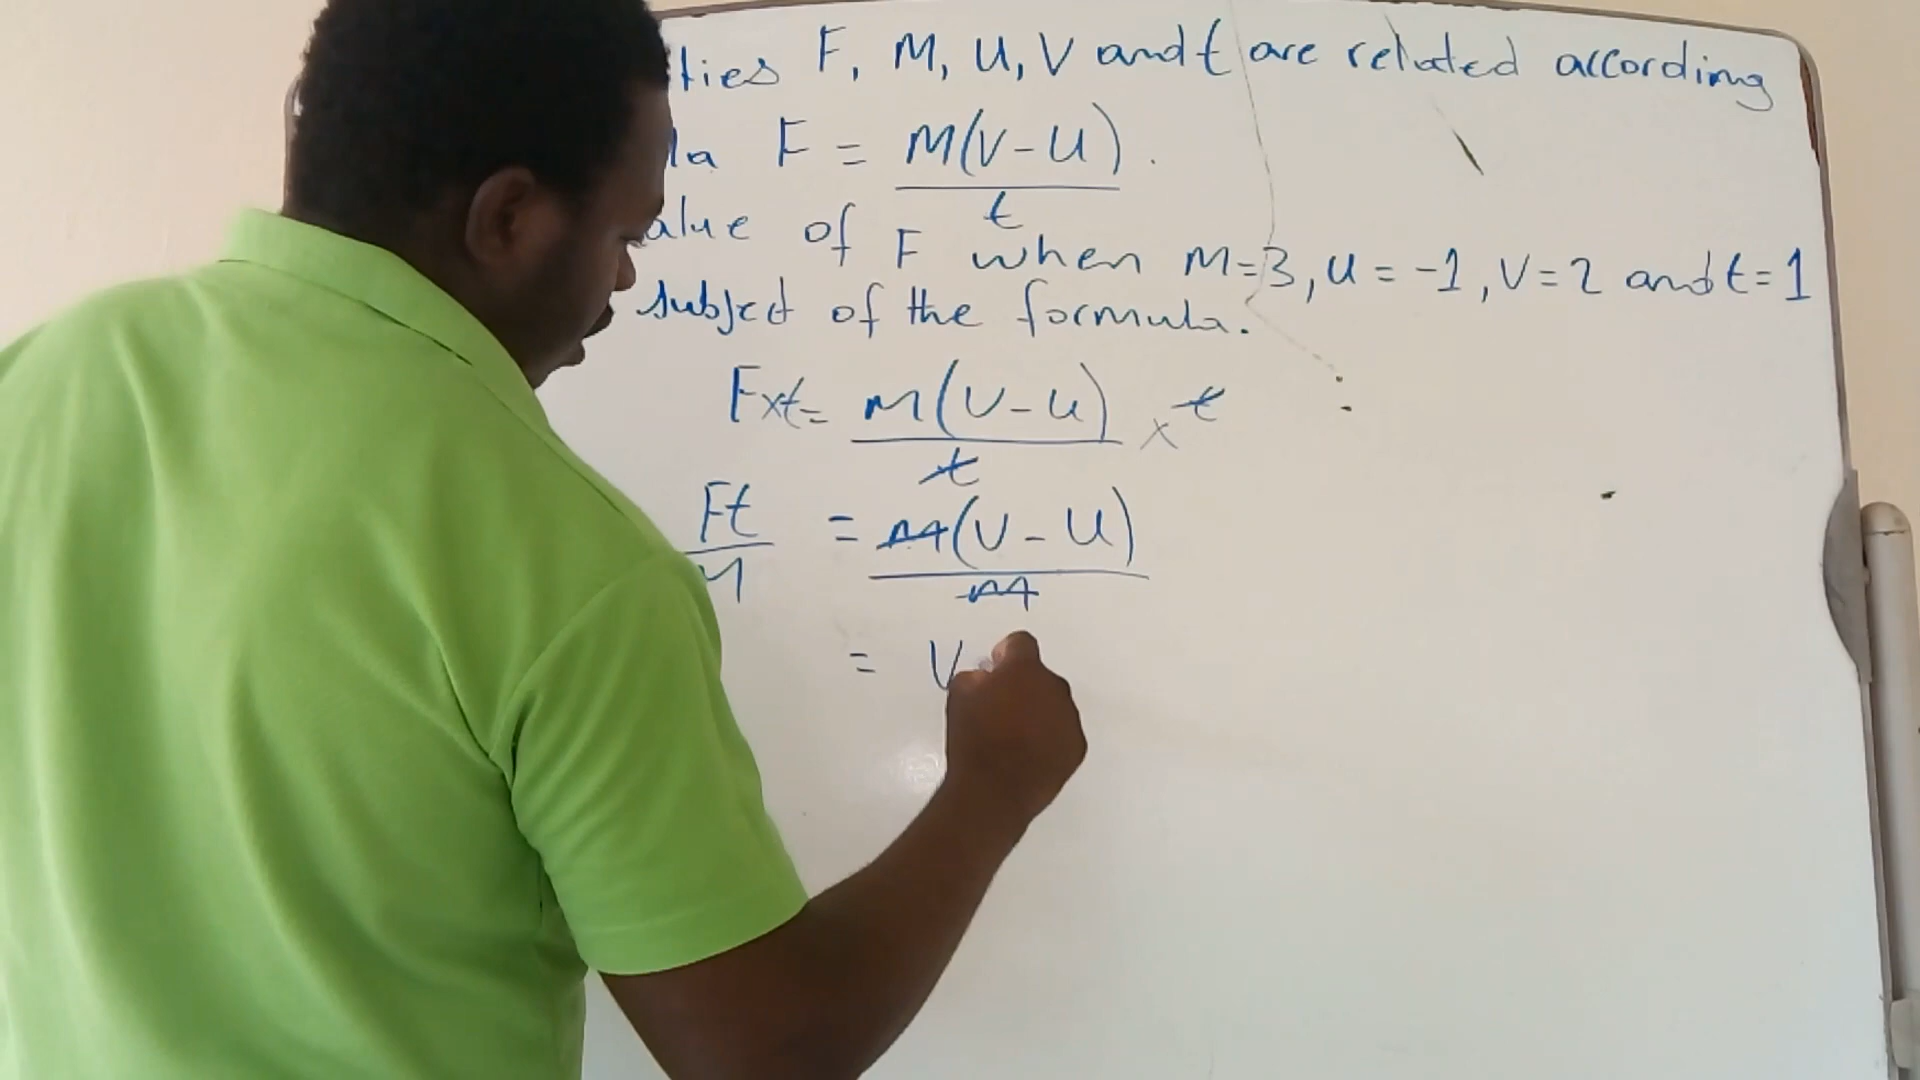 ties F, M, U, V and t are related according
la F = M(V-U)/t .
alue of F when M=3, U = -1, V = 2 and t = 1
subject of the formula.
F×t = M(V-U)/t × t
Ft/M = M(V-U)/M
= V